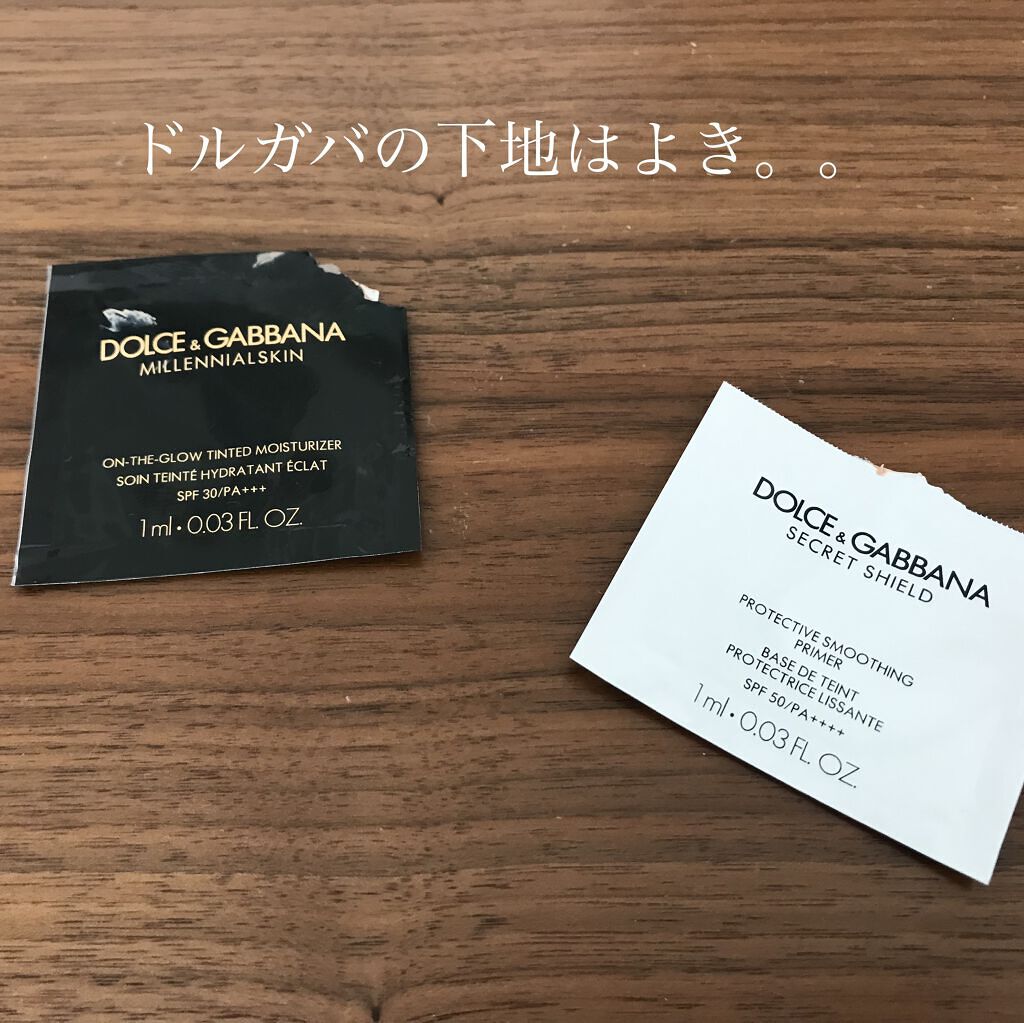 ドルガバの下地はよき。。
DOLCE & GABBANA
MILLENNIALSKIN
ON-THE-GLOW TINTED MOISTURIZER
SOIN TEINTÉ HYDRATANT ÉCLAT
SPF 30/PA+++
1 ml • 0.03 FL. OZ.
DOLCE & GABBANA
SECRET SHIELD
PROTECTIVE SMOOTHING
PRIMER
BASE DE TEINT
PROTECTRICE LISSANTE
SPF 50/PA++++
1 ml • 0.03 FL. OZ.